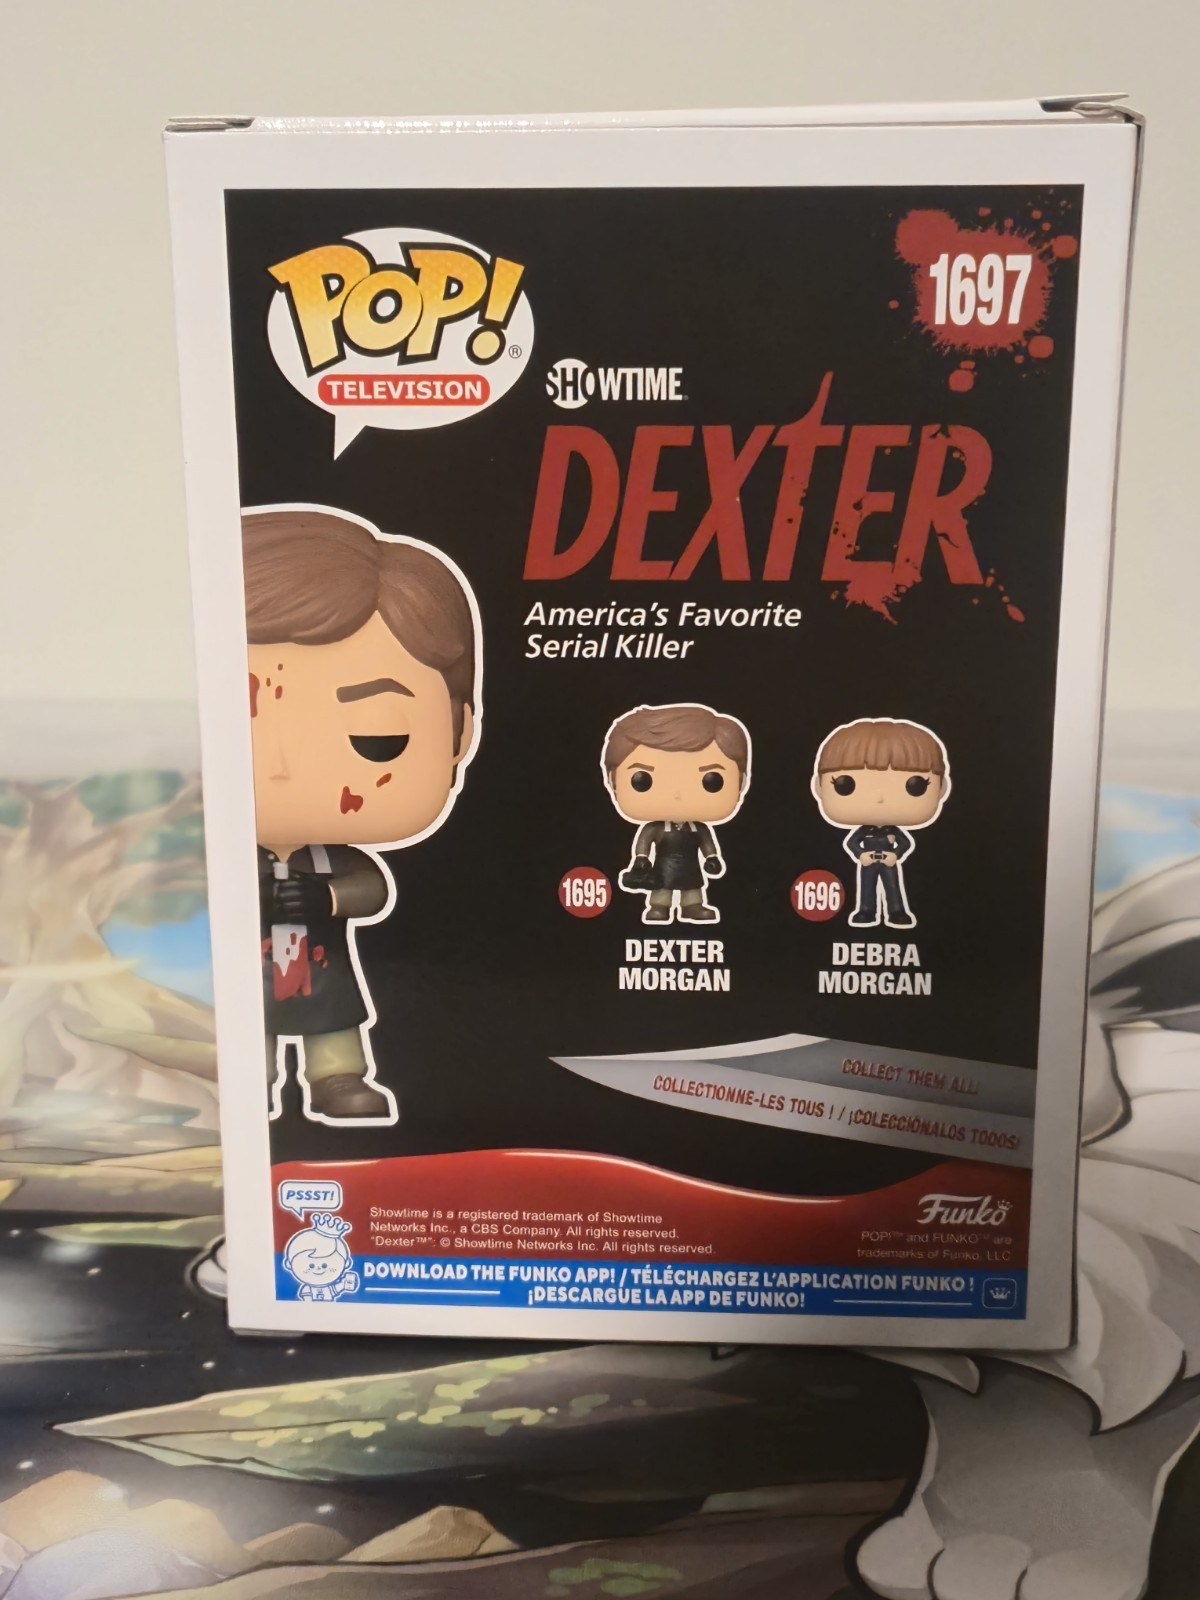 POP!®
TELEVISION
1697
SHOWTIME
DEXTER
America's Favorite
Serial Killer
1695
DEXTER
MORGAN
1696
DEBRA
MORGAN
COLLECT THEM ALL!
COLLECTIONNE-LES TOUS ! / ¡COLECCIÓNALOS TODOS!
PSSST!
Showtime is a registered trademark of Showtime
Networks Inc., a CBS Company. All rights reserved.
"Dexter™": © Showtime Networks Inc. All rights reserved.
Funko
POP!™ and FUNKO™ are
trademarks of Funko, LLC
DOWNLOAD THE FUNKO APP! / TÉLÉCHARGEZ L'APPLICATION FUNKO !
¡DESCARGUE LA APP DE FUNKO!